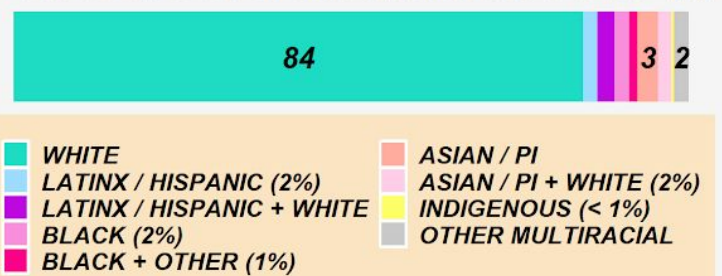 84 3 2
WHITE
LATINX / HISPANIC (2%)
LATINX / HISPANIC + WHITE
BLACK (2%)
BLACK + OTHER (1%)
ASIAN / PI
ASIAN / PI + WHITE (2%)
INDIGENOUS (< 1%)
OTHER MULTIRACIAL